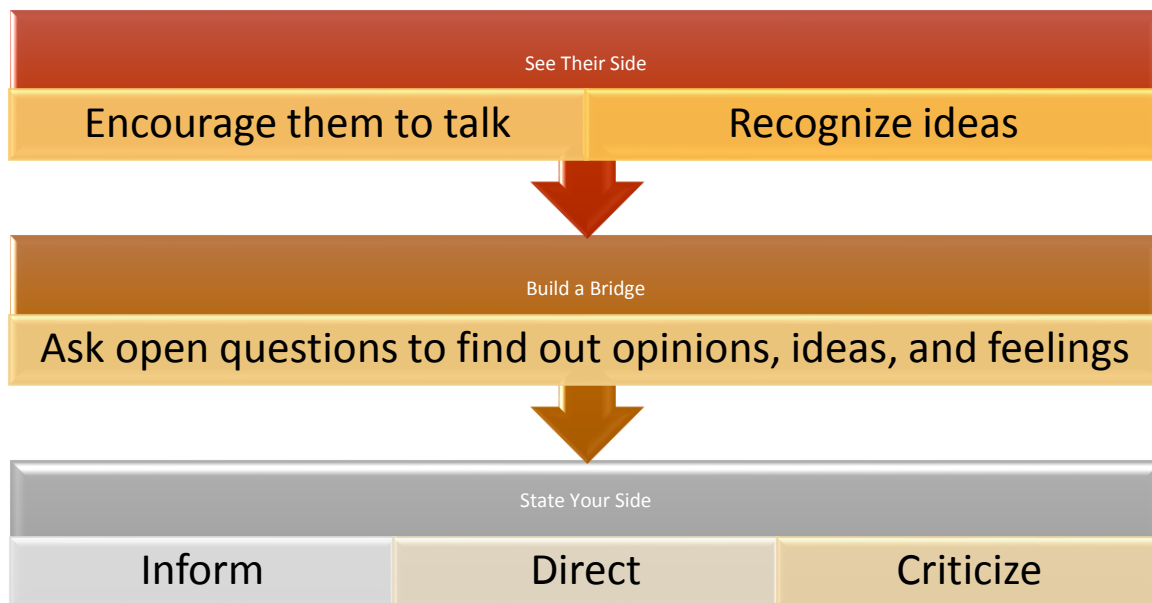 See Their Side
Encourage them to talk
Recognize ideas
Build a Bridge
Ask open questions to find out opinions, ideas, and feelings
State Your Side
Inform
Direct
Criticize